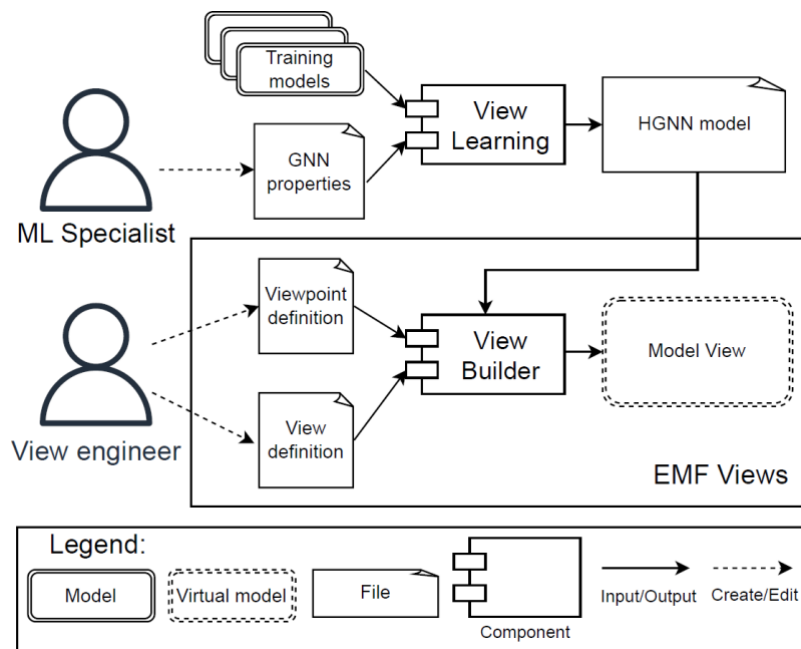 Training
models
View
Learning
HGNN model
GNN
properties
ML Specialist
Viewpoint
definition
View
Builder
Model View
View
definition
View engineer
EMF Views
Legend:
Model
Virtual model
File
Component
Input/Output
Create/Edit